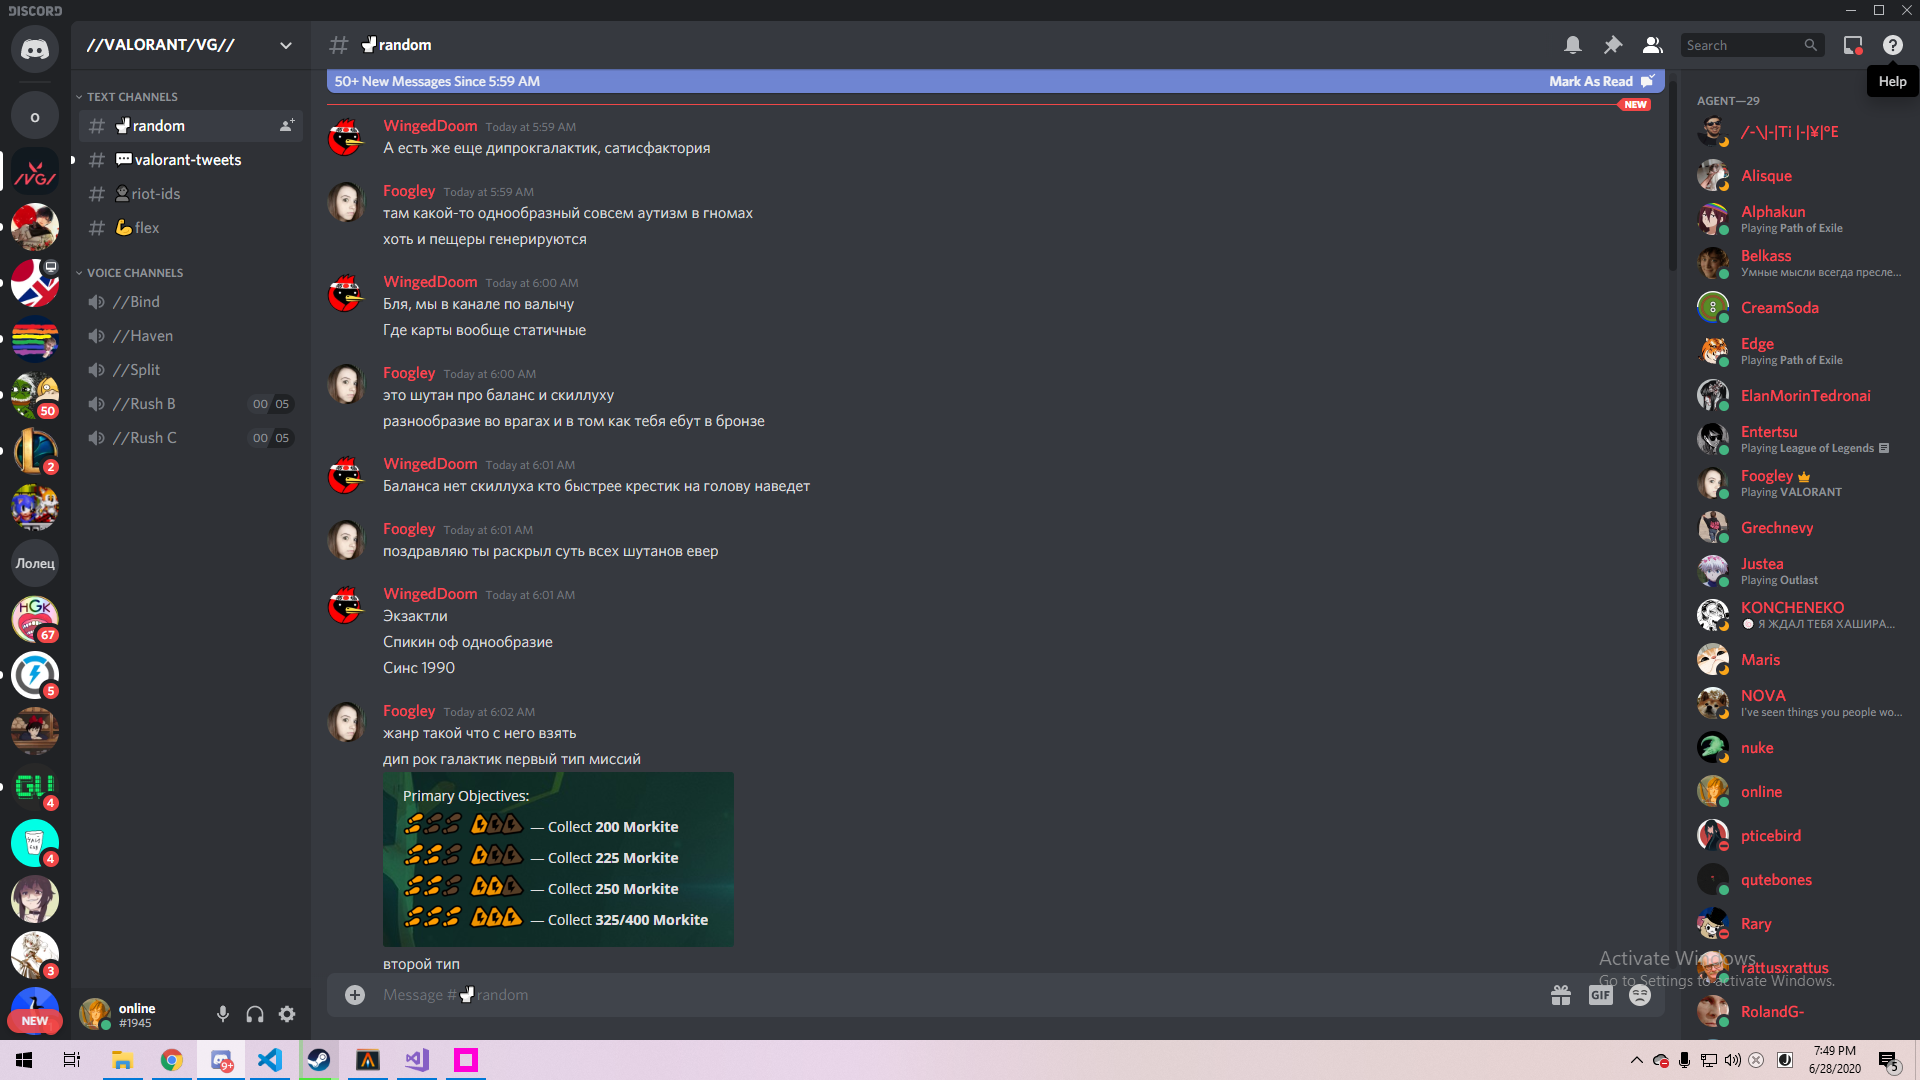 DISCORD
//VALORANT/VG//
TEXT CHANNELS
random
valorant-tweets
riot-ids
flex
VOICE CHANNELS
//Bind
//Haven
//Split
//Rush B 00 05
//Rush C 00 05
o
/VG/
50
2
Лолец
HGK
67
5
GU
4
4
3
NEW
online
#1945
# random
Search
Help
50+ New Messages Since 5:59 AM
Mark As Read
NEW
WingedDoom Today at 5:59 AM
А есть же еще дипрокгалактик, сатисфактория
Foogley Today at 5:59 AM
там какой-то однообразный совсем аутизм в гномах
хоть и пещеры генерируются
WingedDoom Today at 6:00 AM
Бля, мы в канале по валычу
Где карты вообще статичные
Foogley Today at 6:00 AM
это шутан про баланс и скиллуху
разнообразие во врагах и в том как тебя ебут в бронзе
WingedDoom Today at 6:01 AM
Баланса нет скиллуха кто быстрее крестик на голову наведет
Foogley Today at 6:01 AM
поздравляю ты раскрыл суть всех шутанов евер
WingedDoom Today at 6:01 AM
Экзактли
Спикин оф однообразие
Синс 1990
Foogley Today at 6:02 AM
жанр такой что с него взять
дип рок галактик первый тип миссий
Primary Objectives:
— Collect 200 Morkite
— Collect 225 Morkite
— Collect 250 Morkite
— Collect 325/400 Morkite
второй тип
Message # random
GIF
AGENT—29
/-\|-|Ti |-|¥|°E
Alisque
Alphakun
Playing Path of Exile
Belkass
Умные мысли всегда пресле...
CreamSoda
Edge
Playing Path of Exile
ElanMorinTedronai
Entertsu
Playing League of Legends
Foogley
Playing VALORANT
Grechnevy
Justea
Playing Outlast
KONCHENEKO
Я ЖДАЛ ТЕБЯ ХАШИРА...
Maris
NOVA
I've seen things you people wo...
nuke
online
pticebird
qutebones
Rary
rattusxrattus
RolandG-
Activate Windows
Go to Settings to activate Windows.
9+
7:49 PM
6/28/2020
5